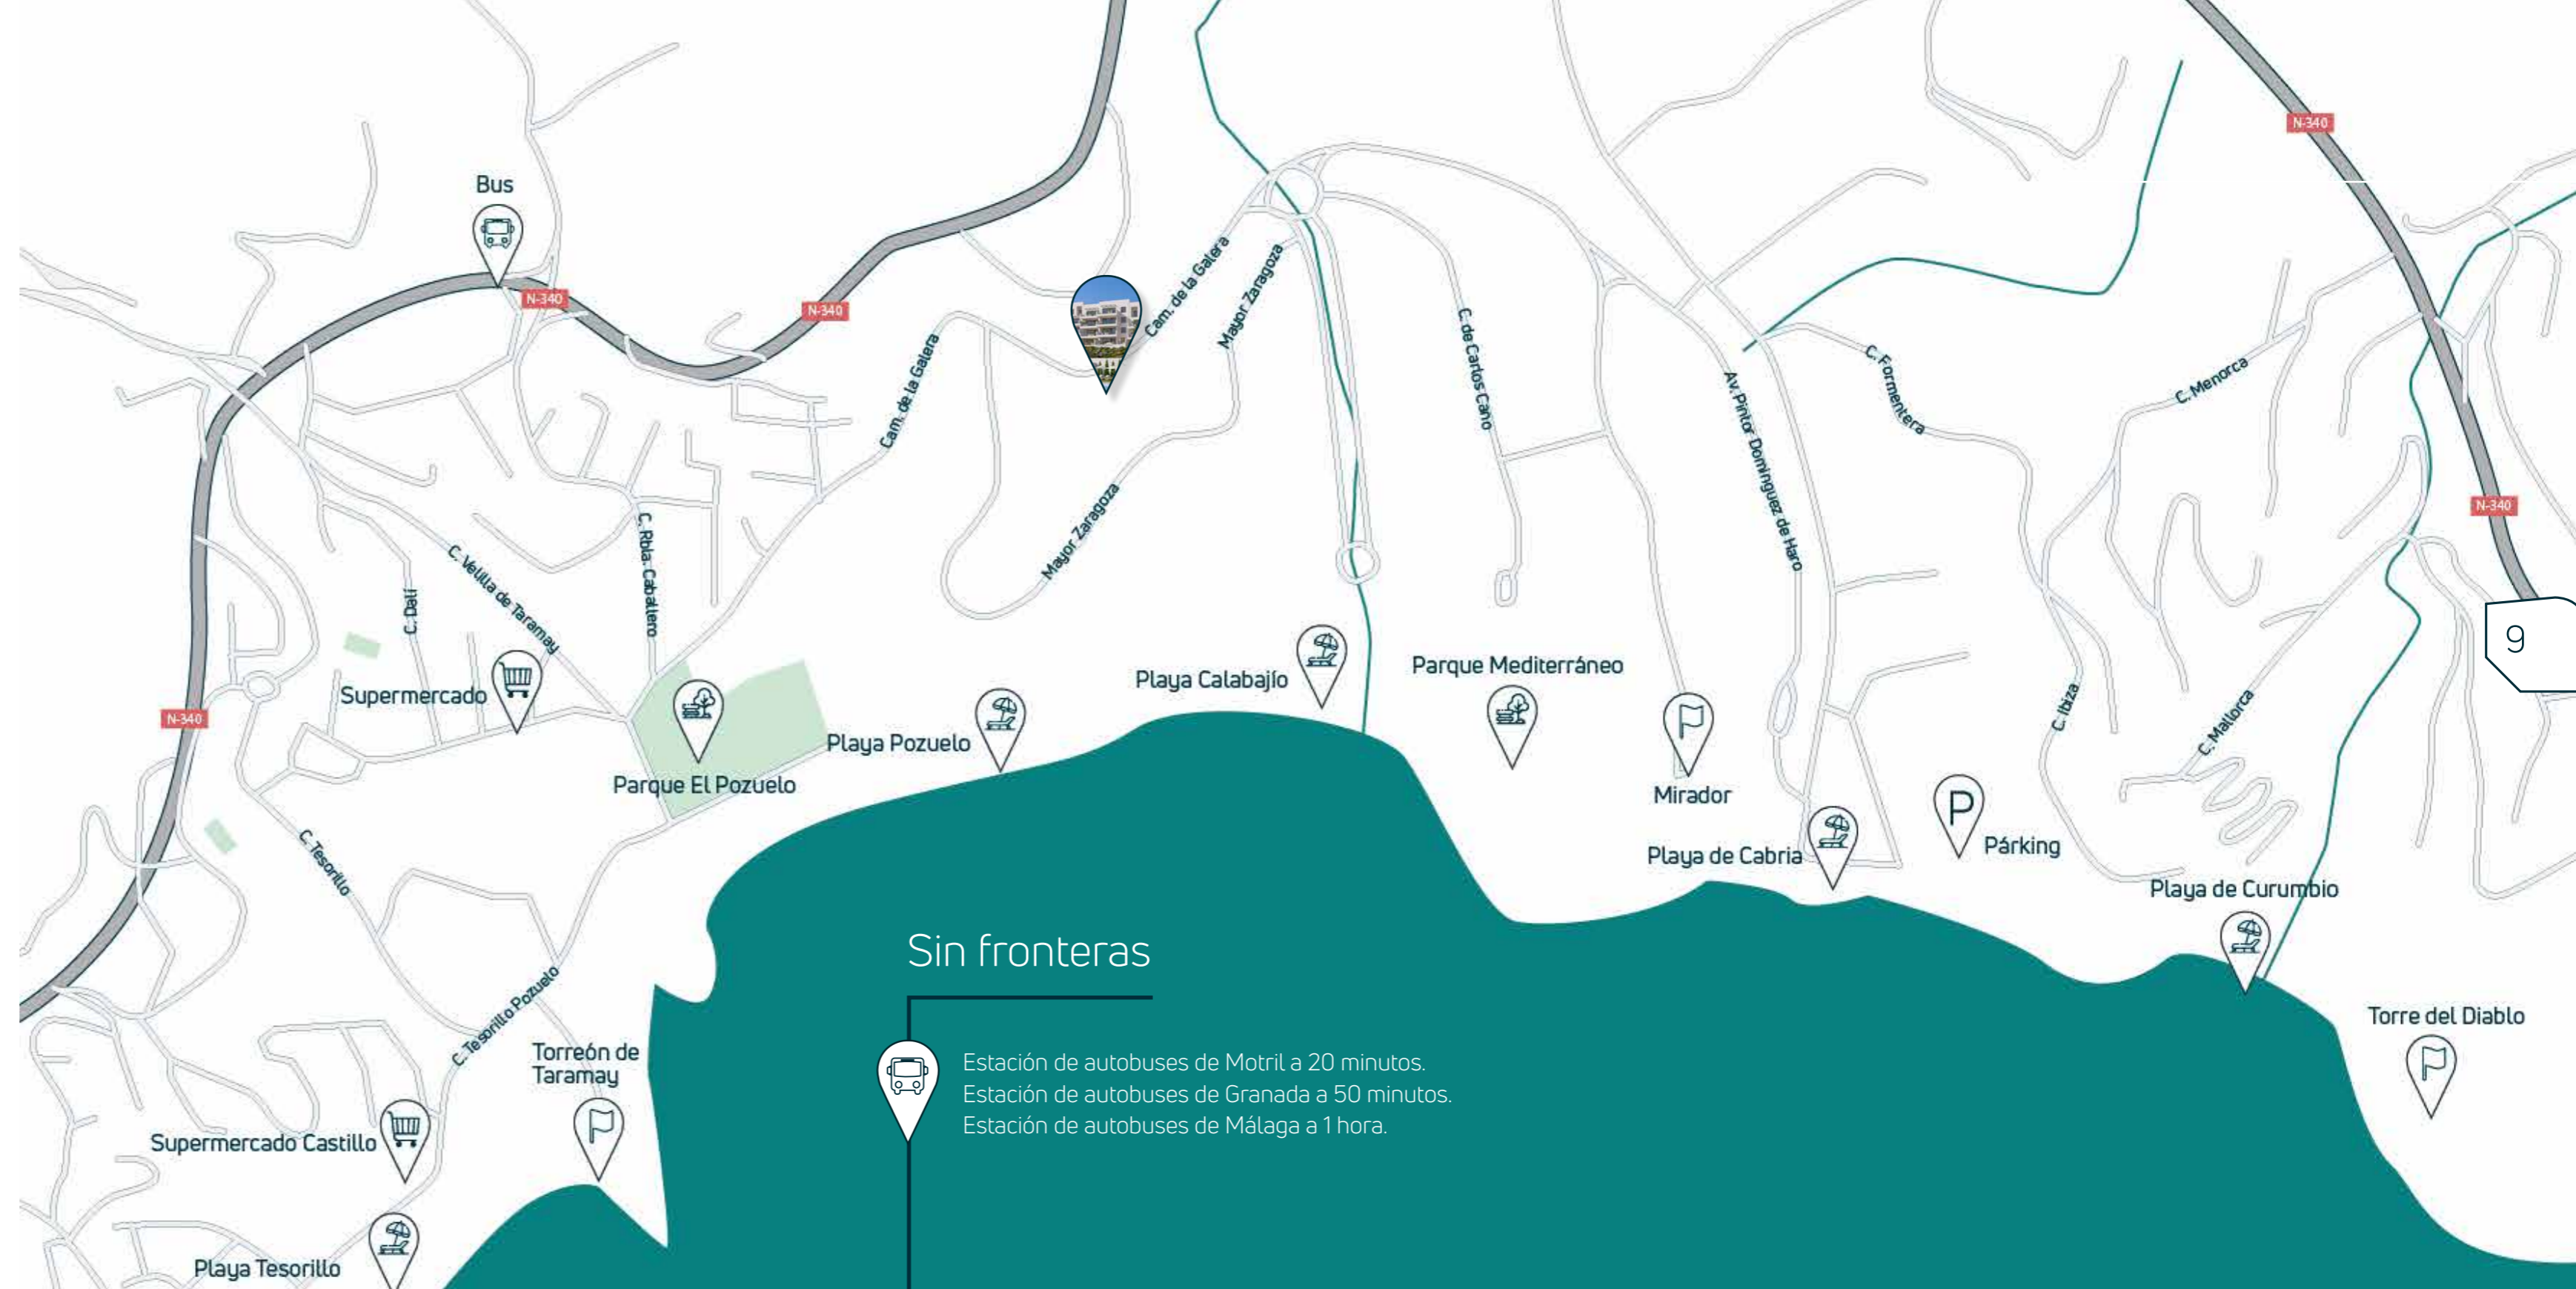 N-340
Bus
N-340
N-340
Cam. de la Galera
Mayor Zaragoza
Cam. de la Galera
C. de Carlos Cano
Av. Pintor Dominguez de Haro
C. Formentera
C. Menorca
N-340
Mayor Zaragoza
C. Velilla de Taramay
C. Rbla. Caballero
C. Dalí
9
Supermercado
Playa Calabajío
Parque Mediterráneo
C. Ibiza
C. Mallorca
N-340
Playa Pozuelo
Parque El Pozuelo
Mirador
P
Párking
Playa de Cabria
C. Tesorillo
Playa de Curumbio
Sin fronteras
C. Tesorillo Pozuelo
Torre del Diablo
Torreón de
Taramay
Estación de autobuses de Motril a 20 minutos.
Estación de autobuses de Granada a 50 minutos.
Estación de autobuses de Málaga a 1 hora.
Supermercado Castillo
Playa Tesorillo